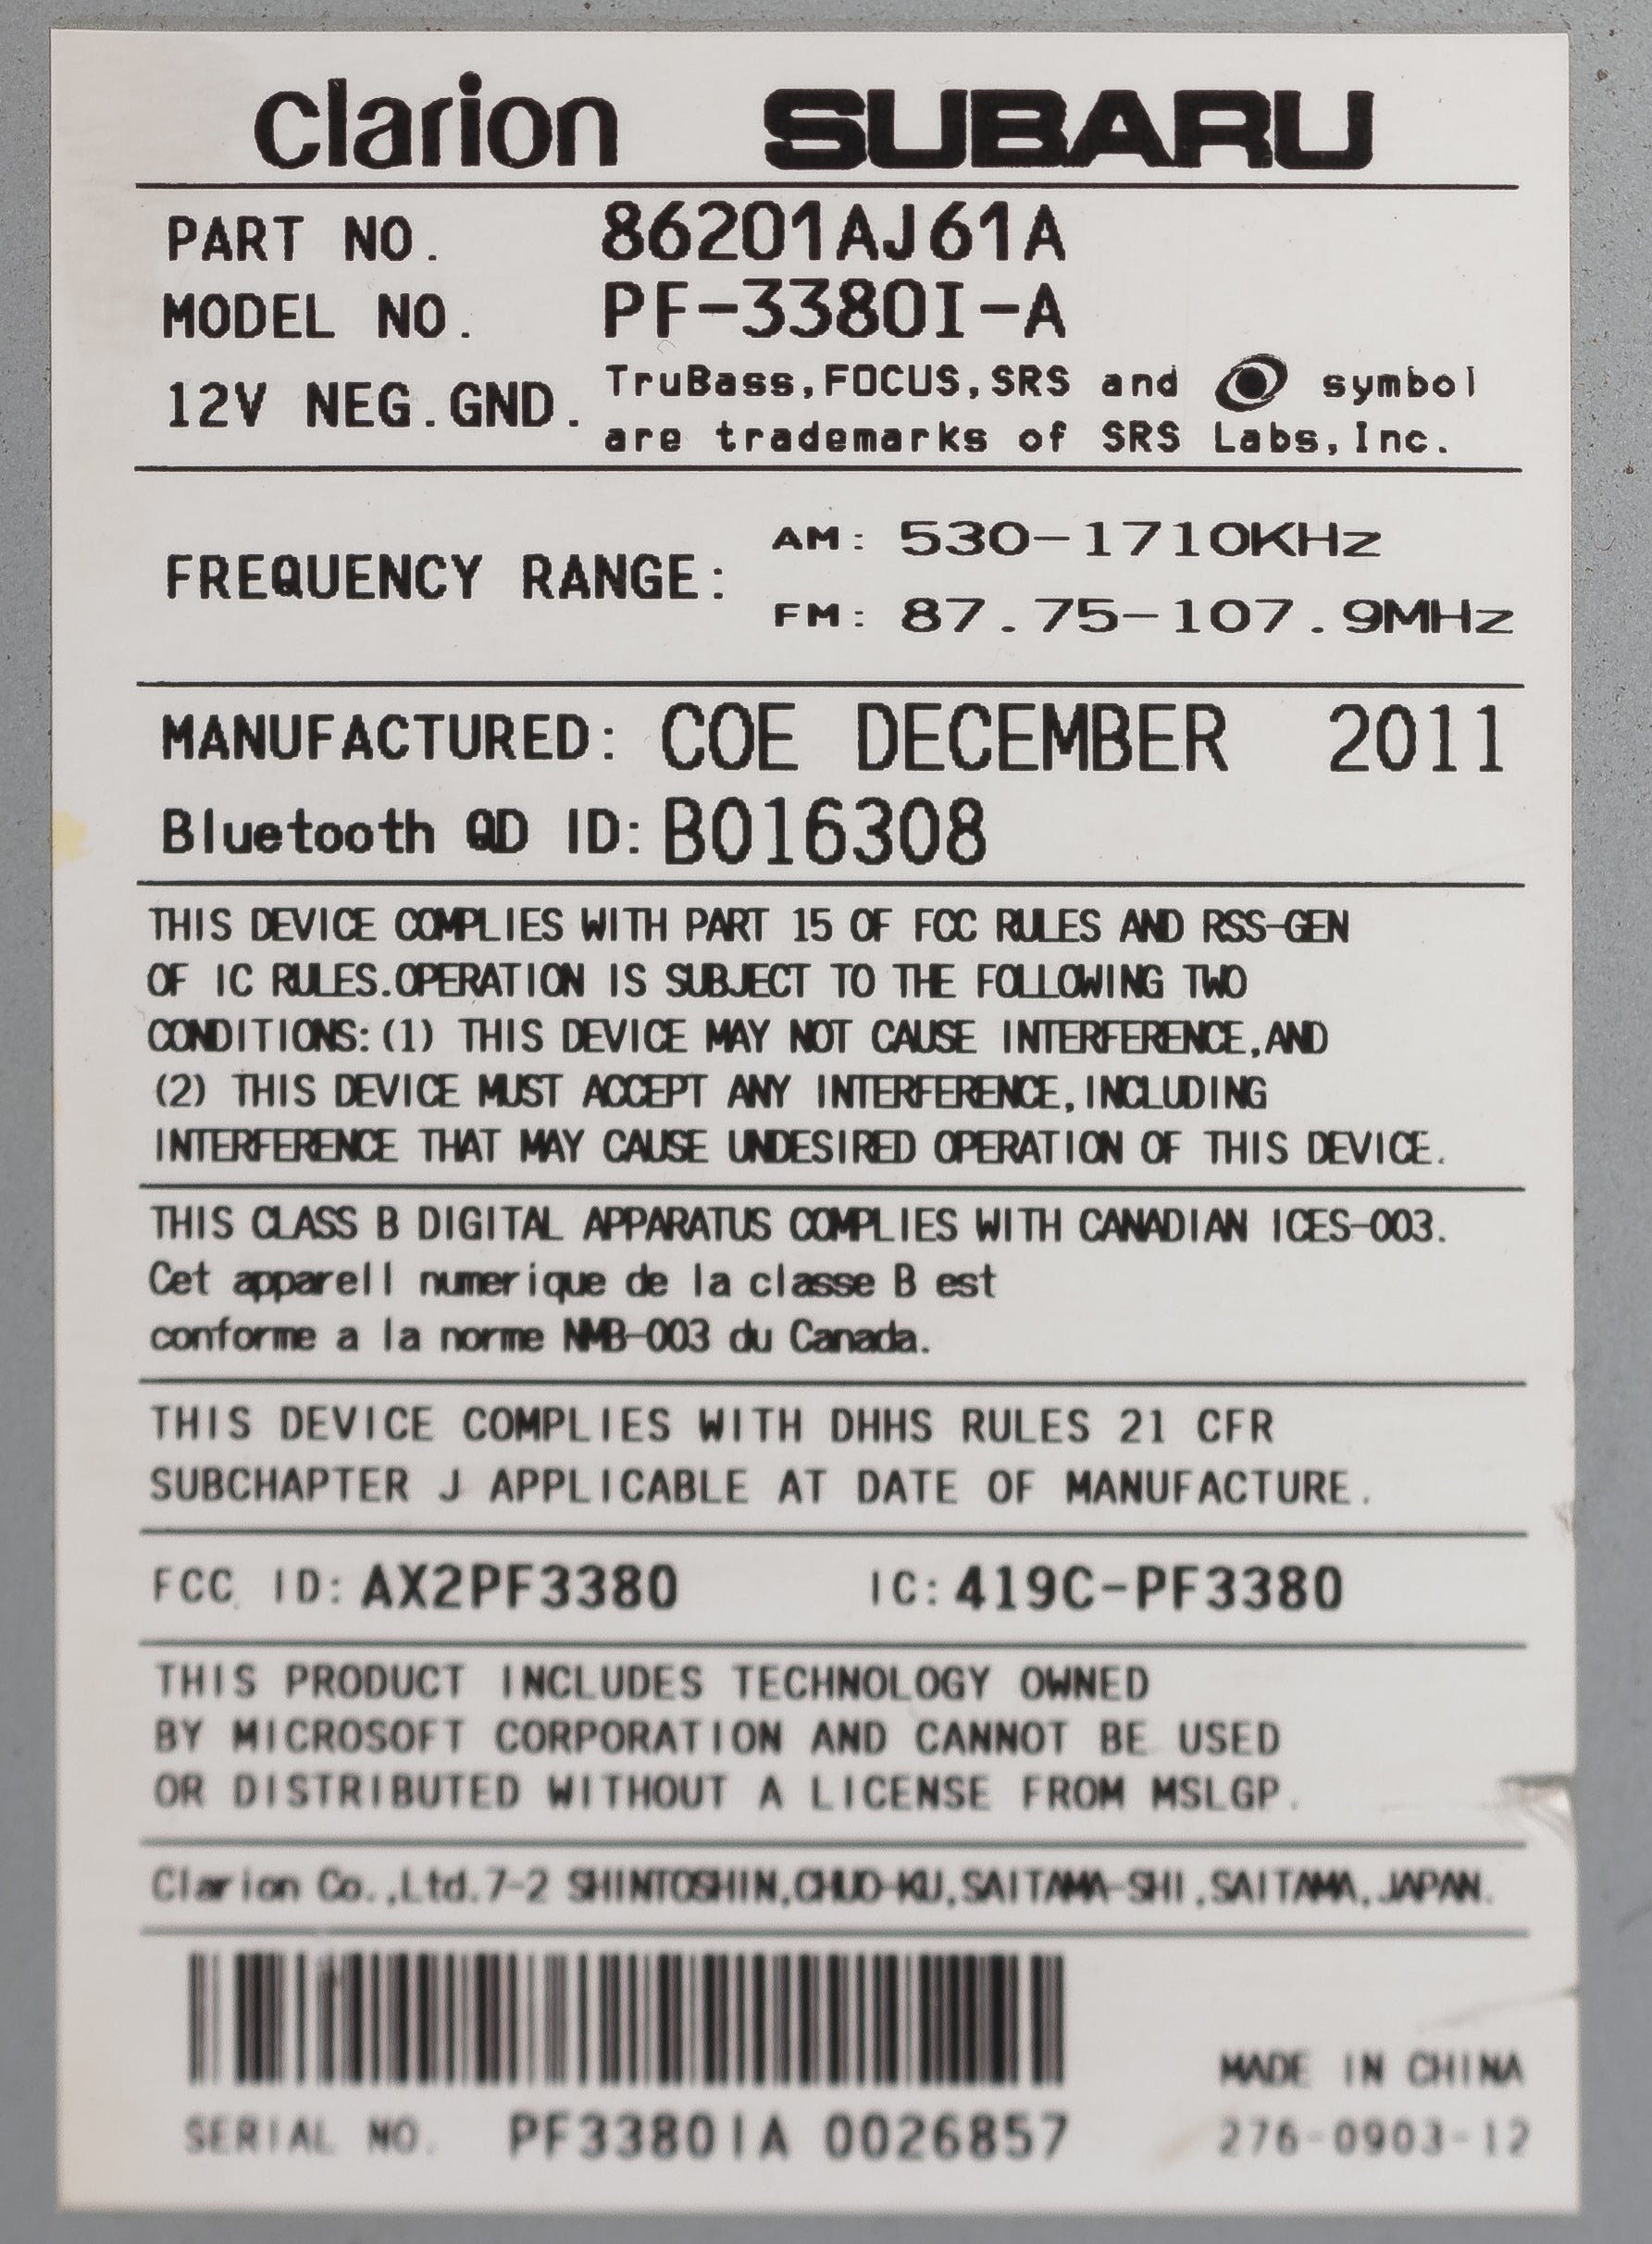 clarion SUBARU
PART NO. 86201AJ61A
MODEL NO. PF-3380I-A
12V NEG.GND. TruBass,FOCUS,SRS and symbol
are trademarks of SRS Labs,Inc.
FREQUENCY RANGE: AM: 530-1710KHz
FM: 87.75-107.9MHz
MANUFACTURED: COE DECEMBER 2011
Bluetooth QD ID: B016308
THIS DEVICE COMPLIES WITH PART 15 OF FCC RULES AND RSS-GEN
OF IC RULES.OPERATION IS SUBJECT TO THE FOLLOWING TWO
CONDITIONS:(1) THIS DEVICE MAY NOT CAUSE INTERFERENCE,AND
(2) THIS DEVICE MUST ACCEPT ANY INTERFERENCE,INCLUDING
INTERFERENCE THAT MAY CAUSE UNDESIRED OPERATION OF THIS DEVICE.
THIS CLASS B DIGITAL APPARATUS COMPLIES WITH CANADIAN ICES-003.
Cet apparell numerique de la classe B est
conforme a la norme NMB-003 du Canada.
THIS DEVICE COMPLIES WITH DHHS RULES 21 CFR
SUBCHAPTER J APPLICABLE AT DATE OF MANUFACTURE.
FCC ID: AX2PF3380 IC: 419C-PF3380
THIS PRODUCT INCLUDES TECHNOLOGY OWNED
BY MICROSOFT CORPORATION AND CANNOT BE USED
OR DISTRIBUTED WITHOUT A LICENSE FROM MSLGP.
Clarion Co.,Ltd.7-2 SHINTOSHIN,CHUO-KU,SAITAMA-SHI,SAITAMA,JAPAN.
MADE IN CHINA
SERIAL NO. PF3380IA 0026857 276-0903-12